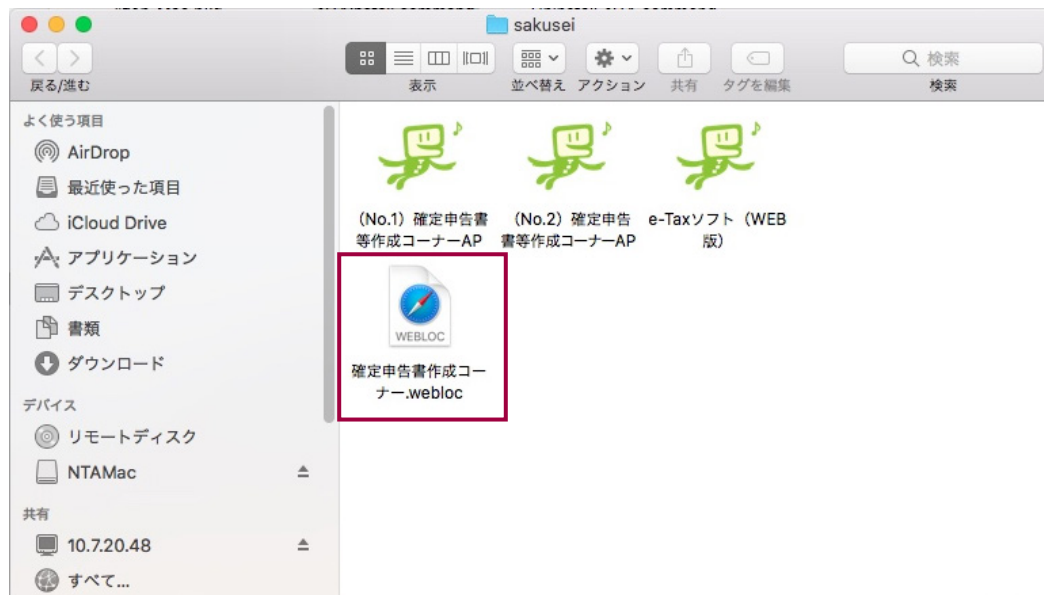 sakusei
戻る/進む
表示
並べ替え
アクション
共有
タグを編集
検索
検索
よく使う項目
AirDrop
最近使った項目
iCloud Drive
アプリケーション
デスクトップ
書類
ダウンロード
デバイス
リモートディスク
NTAMac
共有
10.7.20.48
すべて...
(No.1) 確定申告書
等作成コーナーAP
(No.2) 確定申告
書等作成コーナーAP
e-Taxソフト (WEB
版)
WEBLOC
確定申告書作成コー
ナー.webloc